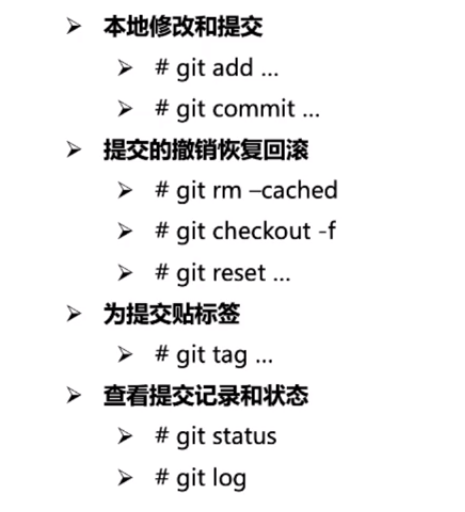 ➢ 本地修改和提交
➢ # git add ...
➢ # git commit ...
➢ 提交的撤销恢复回滚
➢ # git rm –cached
➢ # git checkout -f
➢ # git reset ...
➢ 为提交贴标签
➢ # git tag ...
➢ 查看提交记录和状态
➢ # git status
➢ # git log